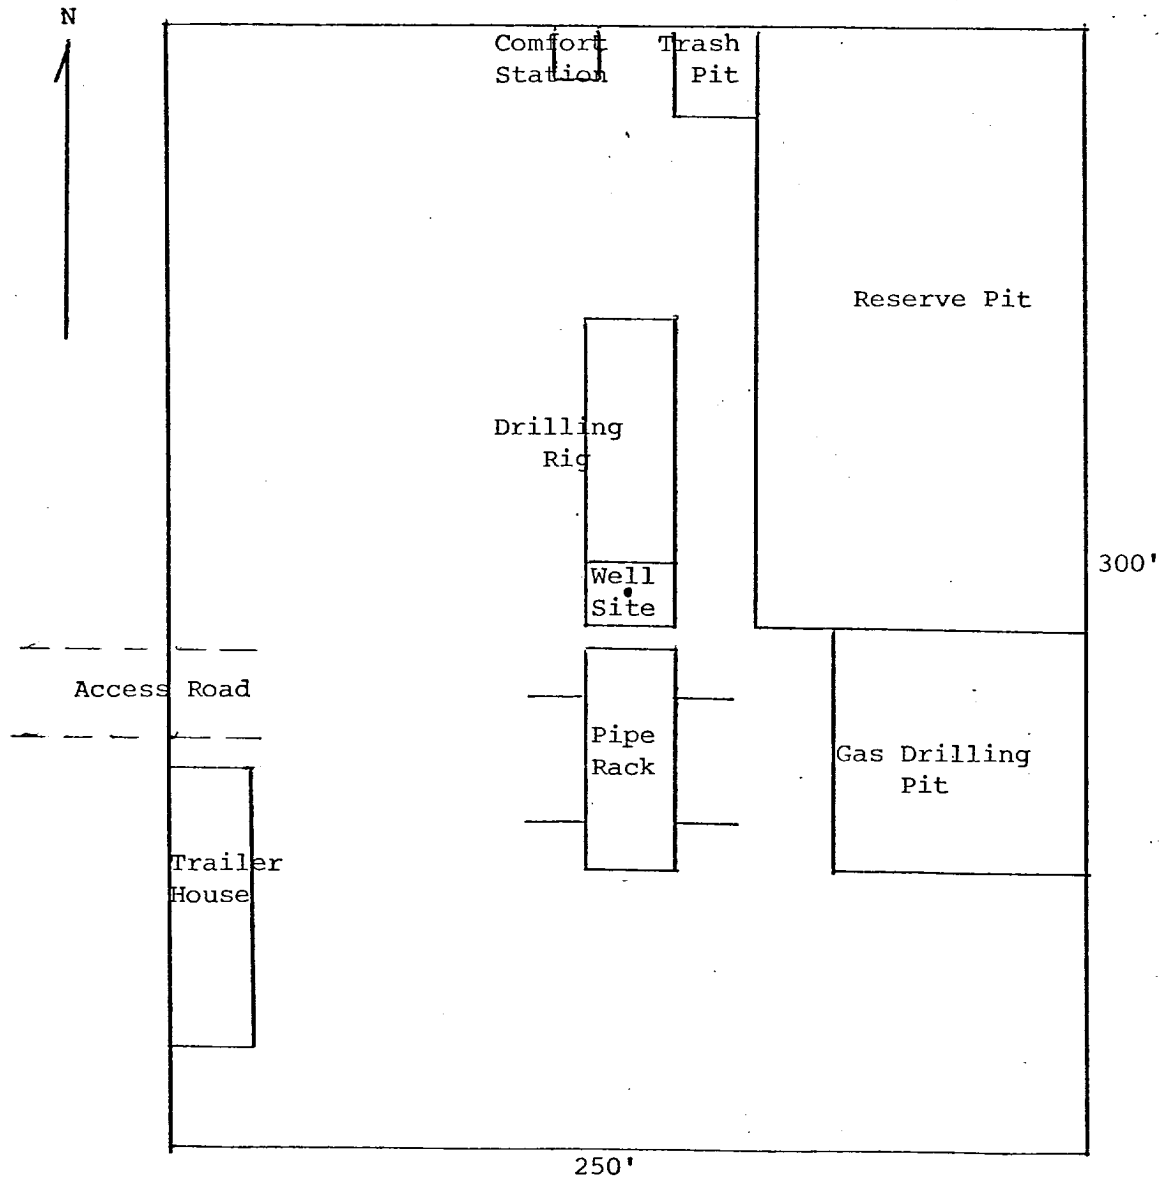 N
Comfort
Station
Trash
Pit
Reserve Pit
Drilling
Rig
Well
Site
300'
Access Road
Pipe
Rack
Gas Drilling
Pit
Trailer
House
250'